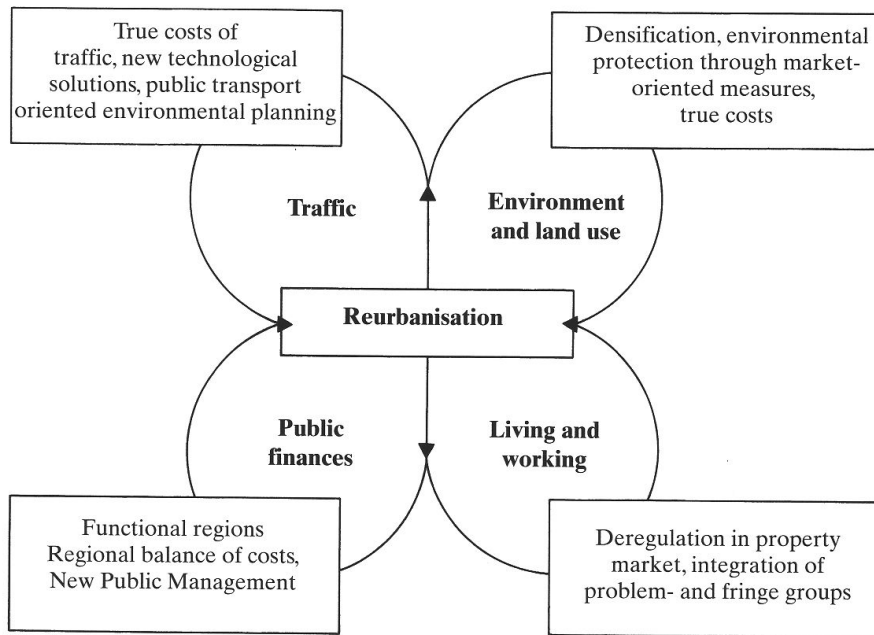 True costs of
traffic, new technological
solutions, public transport
oriented environmental planning
Densification, environmental
protection through market-
oriented measures,
true costs
Traffic
Environment
and land use
Reurbanisation
Public
finances
Living and
working
Functional regions
Regional balance of costs,
New Public Management
Deregulation in property
market, integration of
problem- and fringe groups